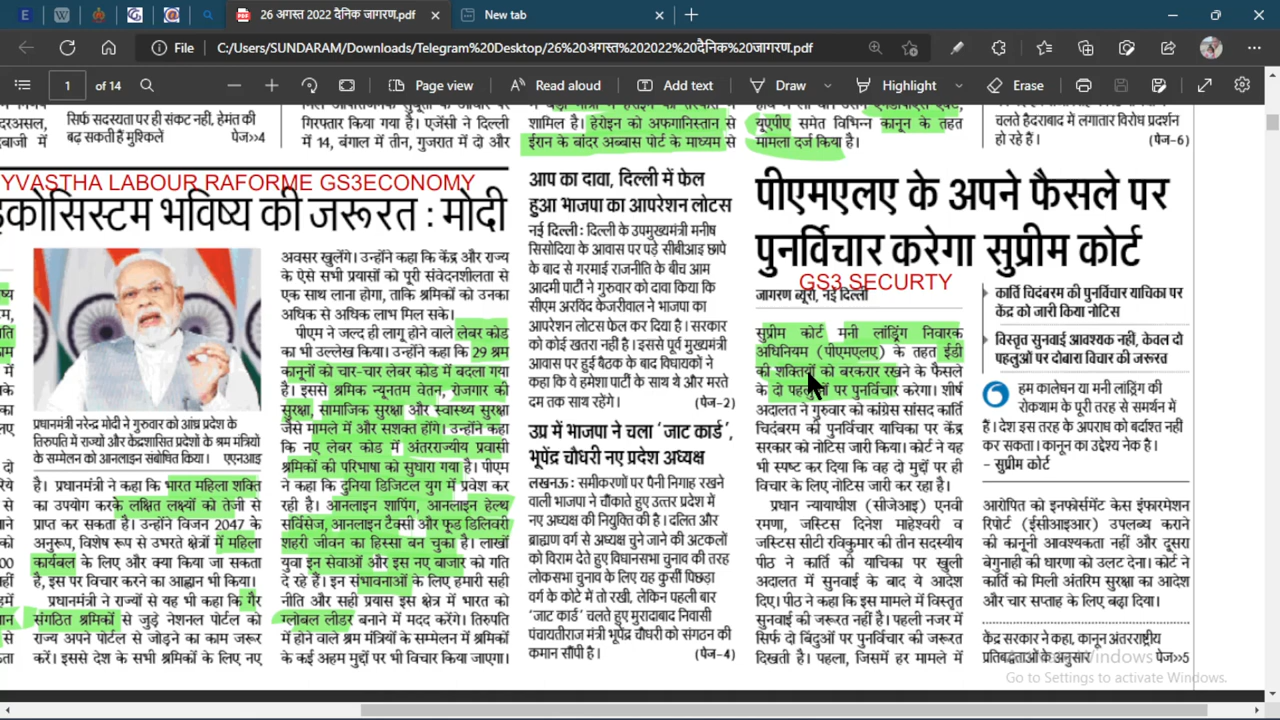 26 अगस्त 2022 दैनिक जागरण.pdf
New tab
File
C:/Users/SUNDARAM/Downloads/Telegram%20Desktop/26%20अगस्त%202022%20दैनिक%20जागरण.pdf
1 of 14
Page view
Read aloud
Add text
Draw
Highlight
Erase
सिर्फ सदस्यता पर ही संकट नहीं, हेमंत की
बढ़ सकती हैं मुश्किलें पेज>>4
गिरफ्तार किया गया है। एजेंसी ने दिल्ली
में 14, बंगाल में तीन, गुजरात में दो और
शामिल है। हेरोइन को अफगानिस्तान से
ईरान के बांदर अब्बास पोर्ट के माध्यम से
यूएपीए समेत विभिन्न कानून के तहत
मामला दर्ज किया है।
चलते हैदराबाद में लगातार विरोध प्रदर्शन
हो रहे हैं। (पेज-6)
YVASTHA LABOUR RAFORME GS3ECONOMY
इकोसिस्टम भविष्य की जरूरत : मोदी
प्रधानमंत्री नरेन्द्र मोदी ने गुरुवार को आंध्र प्रदेश के
तिरुपति में राज्यों और केंद्रशासित प्रदेशों के श्रम मंत्रियों
के सम्मेलन को आनलाइन संबोधित किया। एएनआइ
है। प्रधानमंत्री ने कहा कि भारत महिला शक्ति
का उपयोग करके लक्षित लक्ष्यों को तेजी से
प्राप्त कर सकता है। उन्होंने विजन 2047 के
अनुरूप, विशेष रूप से उभरते क्षेत्रों में महिला
कार्यबल के लिए और क्या किया जा सकता
है, इस पर विचार करने का आह्वान भी किया।
प्रधानमंत्री ने राज्यों से यह भी कहा कि गैर
संगठित श्रमिकों से जुड़े नेशनल पोर्टल को
राज्य अपने पोर्टल से जोड़ने का काम जरूर
करें। इससे देश के सभी श्रमिकों के लिए नए
अवसर खुलेंगे। उन्होंने कहा कि केंद्र और राज्य
के ऐसे सभी प्रयासों को पूरी संवेदनशीलता से
एक साथ लाना होगा, ताकि श्रमिकों को उनका
अधिक से अधिक लाभ मिल सके।
पीएम ने जल्द ही लागू होने वाले लेबर कोड
का भी उल्लेख किया। उन्होंने कहा कि 29 श्रम
कानूनों को चार-चार लेबर कोड में बदला गया
है। इससे श्रमिक न्यूनतम वेतन, रोजगार की
सुरक्षा, सामाजिक सुरक्षा और स्वास्थ्य सुरक्षा
जैसे मामले में और सशक्त होंगे। उन्होंने कहा
कि नए लेबर कोड में अंतरराज्यीय प्रवासी
श्रमिकों की परिभाषा को सुधारा गया है। पीएम
ने कहा कि दुनिया डिजिटल युग में प्रवेश कर
रही है। आनलाइन शापिंग, आनलाइन हेल्थ
सर्विसेज, आनलाइन टैक्सी और फूड डिलिवरी
शहरी जीवन का हिस्सा बन चुका है। लाखों
युवा इन सेवाओं और इस नए बाजार को गति
दे रहे हैं। इन संभावनाओं के लिए हमारी सही
नीति और सही प्रयास इस क्षेत्र में भारत को
ग्लोबल लीडर बनाने में मदद करेंगे। तिरुपति
में होने वाले श्रम मंत्रियों के सम्मेलन में श्रमिकों
के कई अहम मुद्दों पर भी विचार किया जाएगा।
आप का दावा, दिल्ली में फेल
हुआ भाजपा का आपरेशन लोटस
नई दिल्ली : दिल्ली के उपमुख्यमंत्री मनीष
सिसोदिया के आवास पर पड़े सीबीआइ छापे
के बाद से गरमाई राजनीति के बीच आम
आदमी पार्टी ने गुरुवार को दावा किया कि
सीएम अरविंद केजरीवाल ने भाजपा का
आपरेशन लोटस फेल कर दिया है। सरकार
को कोई खतरा नहीं है। इससे पूर्व मुख्यमंत्री
आवास पर हुई बैठक के बाद विधायकों ने
कहा कि वे हमेशा पार्टी के साथ थे और मरते
दम तक साथ रहेंगे। (पेज-2)
उप्र में भाजपा ने चला 'जाट कार्ड',
भूपेंद्र चौधरी नए प्रदेश अध्यक्ष
लखनऊ : समीकरणों पर पैनी निगाह रखने
वाली भाजपा ने चौंकाते हुए उत्तर प्रदेश में
नए अध्यक्ष की नियुक्ति की है। दलित और
ब्राह्मण वर्ग से अध्यक्ष चुने जाने की अटकलों
को विराम देते हुए विधानसभा चुनाव की तरह
लोकसभा चुनाव के लिए यह कुर्सी पिछड़ा
वर्ग के कोटे में तो रखी, लेकिन पहली बार
'जाट कार्ड' चलते हुए मुरादाबाद निवासी
पंचायतीराज मंत्री भूपेंद्र चौधरी को संगठन की
कमान सौंपी है। (पेज-4)
पीएमएलए के अपने फैसले पर
पुनर्विचार करेगा सुप्रीम कोर्ट
GS3 SECURTY
जागरण ब्यूरो, नई दिल्ली
सुप्रीम कोर्ट मनी लांड्रिंग निवारक
अधिनियम (पीएमएलए) के तहत ईडी
की शक्तियों को बरकरार रखने के फैसले
के दो पहलुओं पर पुनर्विचार करेगा। शीर्ष
अदालत ने गुरुवार को कांग्रेस सांसद कार्ति
चिदंबरम की पुनर्विचार याचिका पर केंद्र
सरकार को नोटिस जारी किया। कोर्ट ने यह
भी स्पष्ट कर दिया कि वह दो मुद्दों पर ही
विचार के लिए नोटिस जारी कर रहा है।
प्रधान न्यायाधीश (सीजेआइ) एनवी
रमणा, जस्टिस दिनेश माहेश्वरी व
जस्टिस सीटी रविकुमार की तीन सदस्यीय
पीठ ने कार्ति की याचिका पर खुली
अदालत में सुनवाई के बाद ये आदेश
दिए। पीठ ने कहा कि इस मामले में विस्तृत
सुनवाई की जरूरत नहीं है। पहली नजर में
सिर्फ दो बिंदुओं पर पुनर्विचार की जरूरत
दिखती है। पहला, जिसमें हर मामले में
कार्ति चिदंबरम की पुनर्विचार याचिका पर
केंद्र को जारी किया नोटिस
विस्तृत सुनवाई आवश्यक नहीं, केवल दो
पहलुओं पर दोबारा विचार की जरूरत
हम कालेधन या मनी लांड्रिंग की
रोकथाम के पूरी तरह से समर्थन में
हैं। देश इस तरह के अपराध को बर्दाश्त नहीं
कर सकता। कानून का उद्देश्य नेक है।
- सुप्रीम कोर्ट
आरोपित को इनफोर्समेंट केस इंफारमेशन
रिपोर्ट (ईसीआइआर) उपलब्ध कराने
की कानूनी आवश्यकता नहीं और दूसरा
बेगुनाही की धारणा को उलट देना। कोर्ट ने
कार्ति को मिली अंतरिम सुरक्षा का आदेश
और चार सप्ताह के लिए बढ़ा दिया।
केंद्र सरकार ने कहा, कानून अंतरराष्ट्रीय
प्रतिबद्धताओं के अनुसार पेज>>5
Go to Settings to activate Windows.